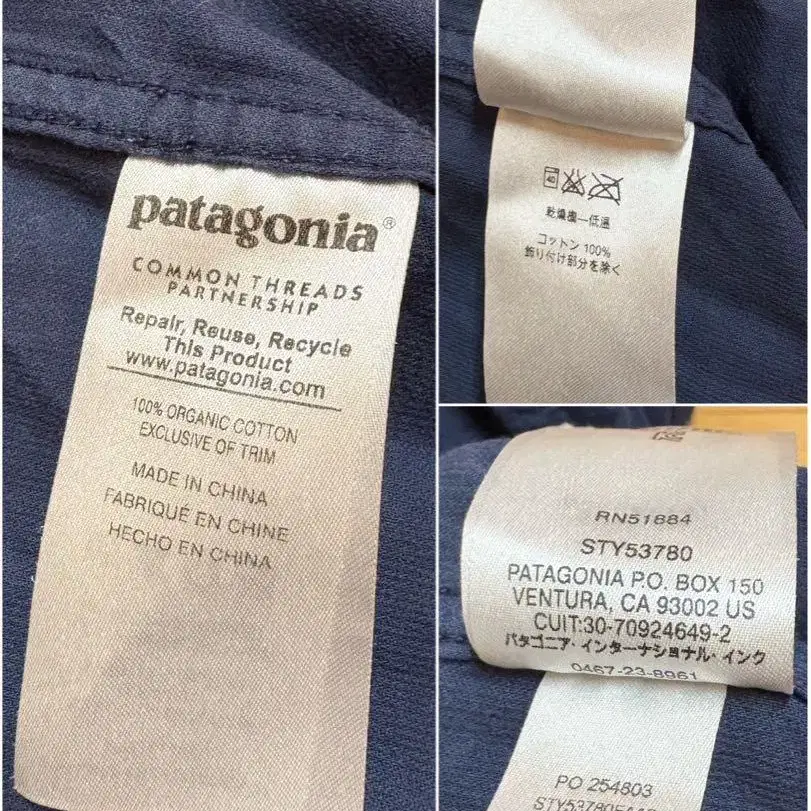 patagonia®
COMMON THREADS
PARTNERSHIP
Repair, Reuse, Recycle
This Product
www.patagonia.com
100% ORGANIC COTTON
EXCLUSIVE OF TRIM
MADE IN CHINA
FABRIQUÉ EN CHINE
HECHO EN CHINA
40
乾燥機―低温
コットン 100%
飾り付け部分を除く
RN51884
STY53780
PATAGONIA P.O. BOX 150
VENTURA, CA 93002 US
CUIT:30-70924649-2
パタゴニア・インターナショナル・インク
0467-23-8961
PO 254803